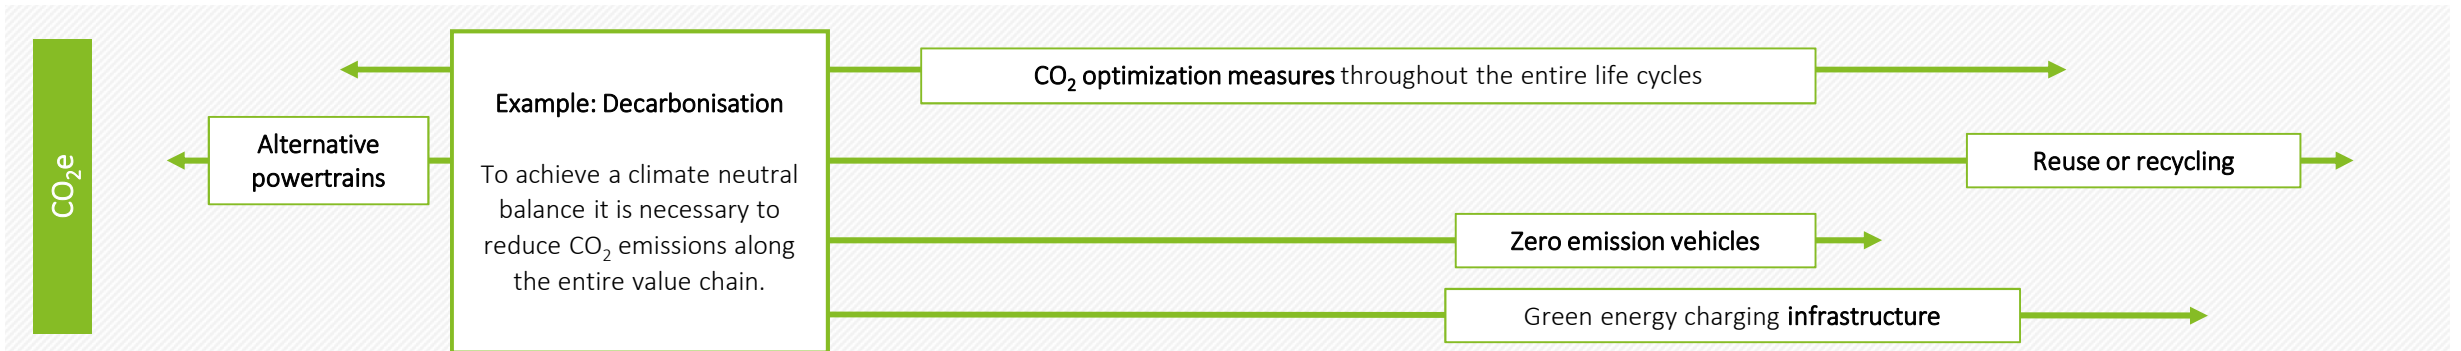 CO₂e
Example: Decarbonisation
To achieve a climate neutral
balance it is necessary to
reduce CO₂ emissions along
the entire value chain.
Alternative
powertrains
CO₂ optimization measures throughout the entire life cycles
Reuse or recycling
Zero emission vehicles
Green energy charging infrastructure